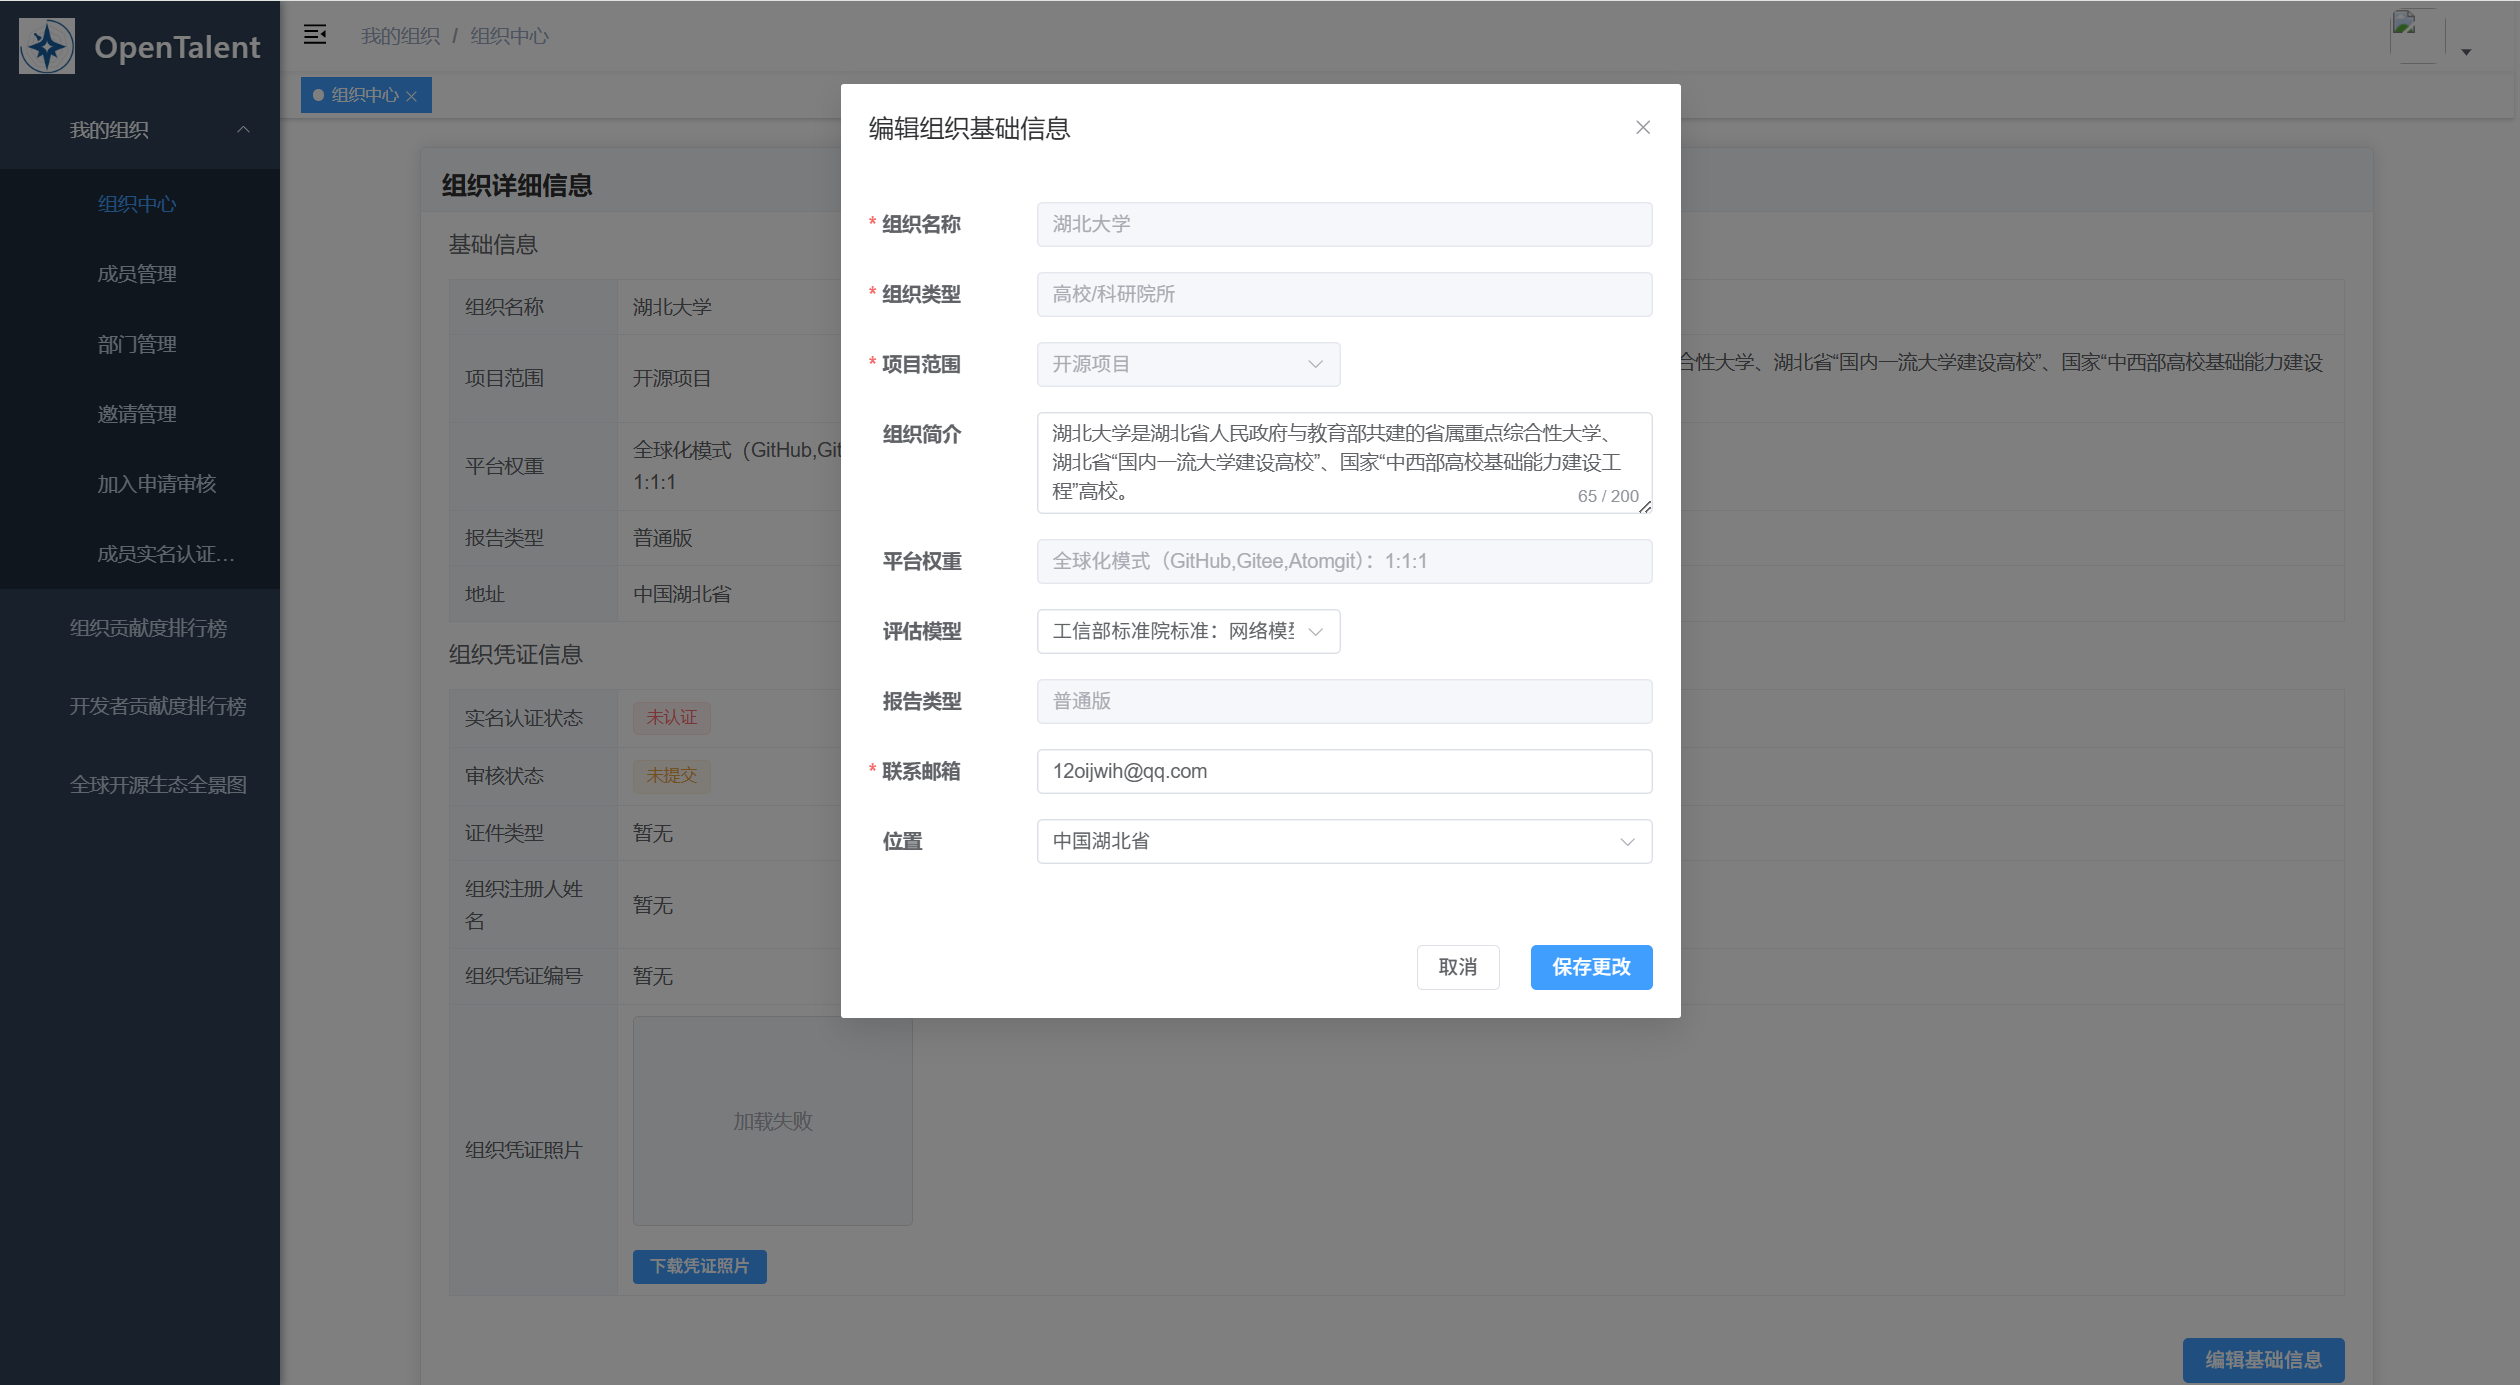 OpenTalent
我的组织
组织中心
成员管理
部门管理
邀请管理
加入申请审核
成员实名认证...
组织贡献度排行榜
开发者贡献度排行榜
全球开源生态全景图
我的组织 / 组织中心
组织中心
组织详细信息
基础信息
组织名称 湖北大学
项目范围 开源项目
合性大学、湖北省“国内一流大学建设高校”、国家“中西部高校基础能力建设
平台权重 全球化模式（GitHub,Git
1:1:1
报告类型 普通版
地址 中国湖北省
组织凭证信息
实名认证状态 未认证
审核状态 未提交
证件类型 暂无
组织注册人姓
名 暂无
组织凭证编号 暂无
组织凭证照片
加载失败
下载凭证照片
编辑基础信息
编辑组织基础信息
* 组织名称 湖北大学
* 组织类型 高校/科研院所
* 项目范围 开源项目
组织简介 湖北大学是湖北省人民政府与教育部共建的省属重点综合性大学、
湖北省“国内一流大学建设高校”、国家“中西部高校基础能力建设工
程”高校。
65 / 200
平台权重 全球化模式（GitHub,Gitee,Atomgit）：1:1:1
评估模型 工信部标准院标准：网络模
报告类型 普通版
* 联系邮箱 12oijwih@qq.com
位置 中国湖北省
取消 保存更改